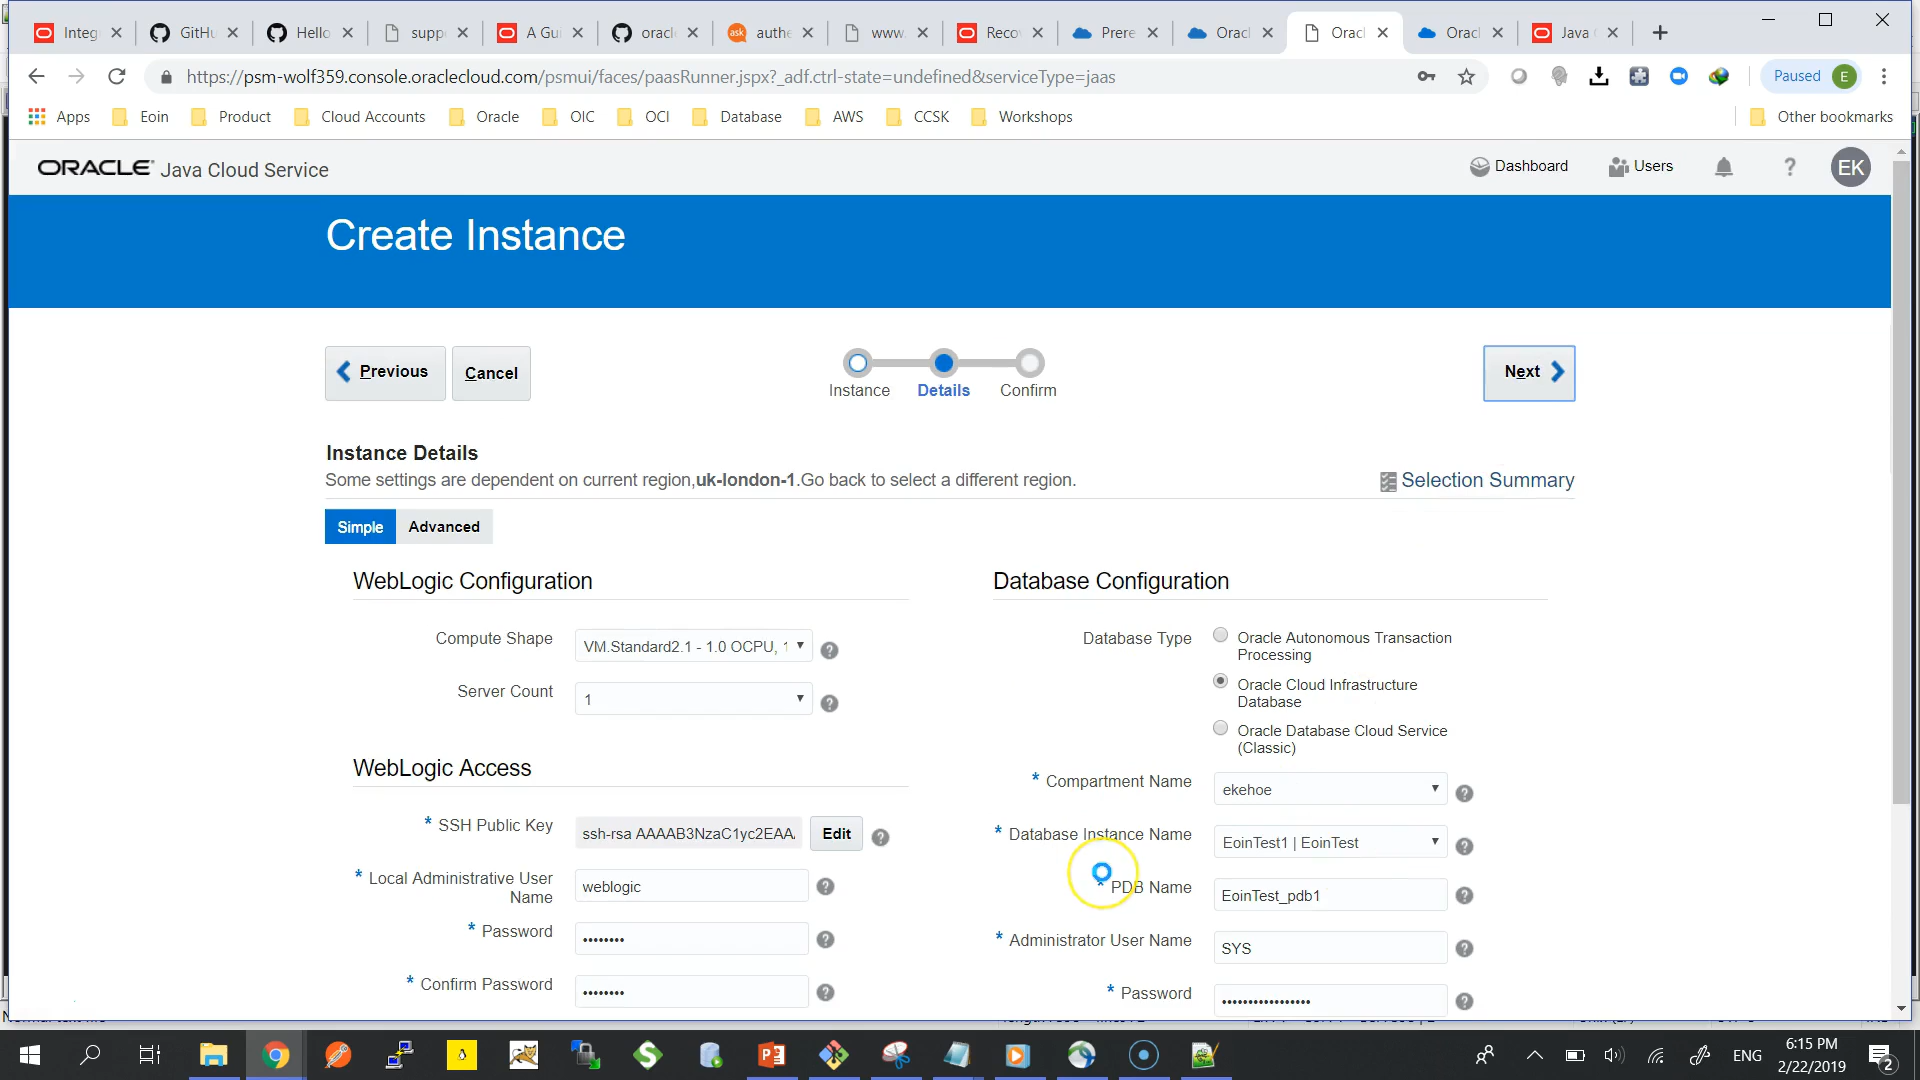 Integ
GitHu
Hello
supp
A Gui
oracl
ask
authe
www.
Reco
Prere
Oracl
Oracl
Oracl
Java C
https://psm-wolf359.console.oraclecloud.com/psmui/faces/paasRunner.jspx?_adf.ctrl-state=undefined&serviceType=jaas
Paused E
Apps
Eoin
Product
Cloud Accounts
Oracle
OIC
OCI
Database
AWS
CCSK
Workshops
Other bookmarks
ORACLE Java Cloud Service
Dashboard
Users
?
EK
Create Instance
Previous
Cancel
Instance
Details
Confirm
Next
Instance Details
Some settings are dependent on current region,uk-london-1.Go back to select a different region.
Selection Summary
Simple
Advanced
WebLogic Configuration
Compute Shape
VM.Standard2.1 - 1.0 OCPU, 1
Server Count
1
WebLogic Access
* SSH Public Key
ssh-rsa AAAAB3NzaC1yc2EAA
Edit
* Local Administrative User
Name
weblogic
* Password
••••••••
* Confirm Password
••••••••
Database Configuration
Database Type
Oracle Autonomous Transaction
Processing
Oracle Cloud Infrastructure
Database
Oracle Database Cloud Service
(Classic)
* Compartment Name
ekehoe
* Database Instance Name
EoinTest1 | EoinTest
* PDB Name
EoinTest_pdb1
* Administrator User Name
SYS
* Password
•••••••••••••••••
ENG
6:15 PM
2/22/2019
2